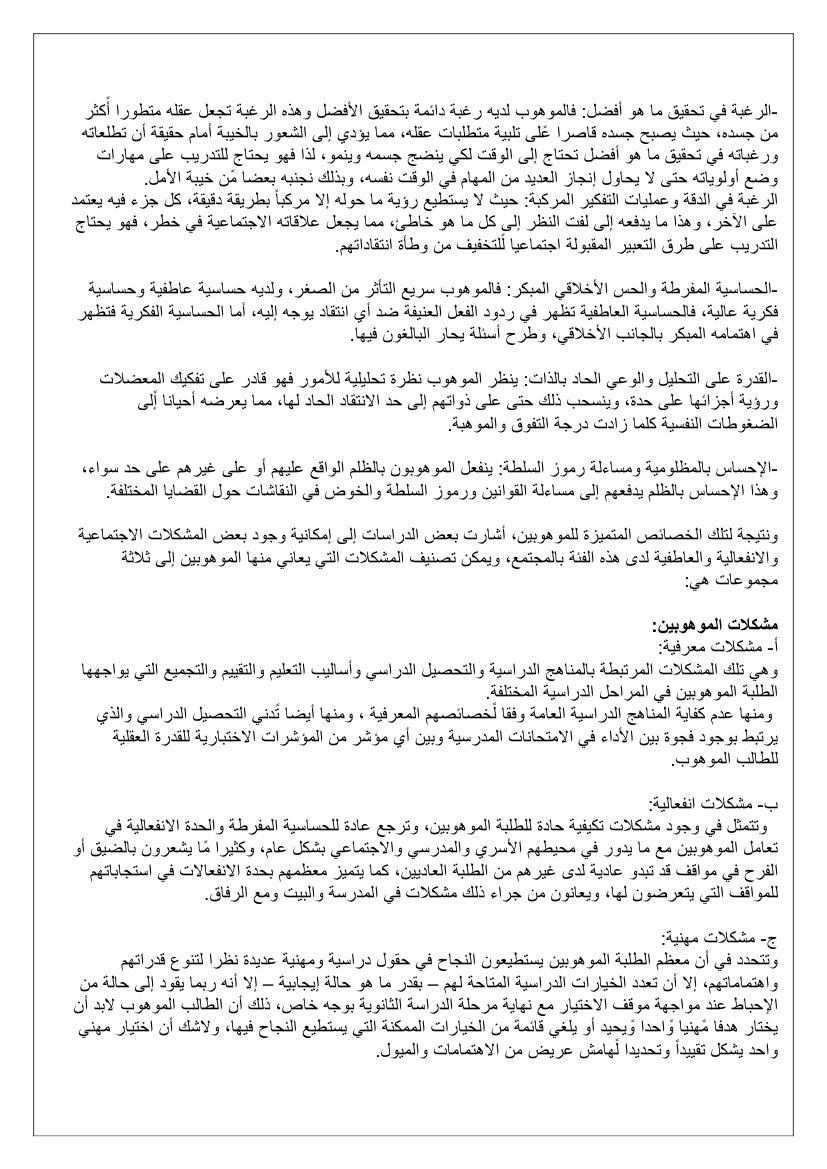 -الرغبة في تحقيق ما هو أفضل: فالموهوب لديه رغبة دائمة بتحقيق الأفضل وهذه الرغبة تجعل عقله متطورا أًكثر
من جسده، حيث يصبح جسده قاصرا عًلى تلبية متطلبات عقله، مما يؤدي إلى الشعور بالخيبة أمام حقيقة أن تطلعاته
ورغباته في تحقيق ما هو أفضل تحتاج إلى الوقت لكي ينضج جسمه وينمو، لذا فهو يحتاج للتدريب على مهارات
وضع أولوياته حتى لا يحاول إنجاز العديد من المهام في الوقت نفسه، وبذلك نجنبه بعضا مًن خيبة الأمل.
الرغبة في الدقة وعمليات التفكير المركبة: حيث لا يستطيع رؤية ما حوله إلا مركباً بطريقة دقيقة، كل جزء فيه يعتمد
على الآخر، وهذا ما يدفعه إلى لفت النظر إلى كل ما هو خاطئ، مما يجعل علاقاته الاجتماعية في خطر، فهو يحتاج
التدريب على طرق التعبير المقبولة اجتماعيا لًلتخفيف من وطأة انتقاداتهم.
-الحساسية المفرطة والحس الأخلاقي المبكر: فالموهوب سريع التأثر من الصغر، ولديه حساسية عاطفية وحساسية
فكرية عالية، فالحساسية العاطفية تظهر في ردود الفعل العنيفة ضد أي انتقاد يوجه إليه، أما الحساسية الفكرية فتظهر
في اهتمامه المبكر بالجانب الأخلاقي، وطرح أسئلة يحار البالغون فيها.
-القدرة على التحليل والوعي الحاد بالذات: ينظر الموهوب نظرة تحليلية للأمور فهو قادر على تفكيك المعضلات
ورؤية أجزائها على حدة، وينسحب ذلك حتى على ذواتهم إلى حد الانتقاد الحاد لها، مما يعرضه أحيانا إًلى
الضغوطات النفسية كلما زادت درجة التفوق والموهبة.
-الإحساس بالمظلومية ومساءلة رموز السلطة: ينفعل الموهوبون بالظلم الواقع عليهم أو على غيرهم على حد سواء،
وهذا الإحساس بالظلم يدفعهم إلى مساءلة القوانين ورموز السلطة والخوض في النقاشات حول القضايا المختلفة.
ونتيجة لتلك الخصائص المتميزة للموهوبين، أشارت بعض الدراسات إلى إمكانية وجود بعض المشكلات الاجتماعية
والانفعالية والعاطفية لدى هذه الفئة بالمجتمع، ويمكن تصنيف المشكلات التي يعاني منها الموهوبين إلى ثلاثة
مجموعات هي:
مشكلات الموهوبين:
أ- مشكلات معرفية:
وهي تلك المشكلات المرتبطة بالمناهج الدراسية والتحصيل الدراسي وأساليب التعليم والتقييم والتجميع التي يواجهها
الطلبة الموهوبين في المراحل الدراسية المختلفة.
ومنها عدم كفاية المناهج الدراسية العامة وفقا لًخصائصهم المعرفية ، ومنها أيضا تًدني التحصيل الدراسي والذي
يرتبط بوجود فجوة بين الأداء في الامتحانات المدرسية وبين أي مؤشر من المؤشرات الاختبارية للقدرة العقلية
للطالب الموهوب.
ب- مشكلات انفعالية:
وتتمثل في وجود مشكلات تكيفية حادة للطلبة الموهوبين، وترجع عادة للحساسية المفرطة والحدة الانفعالية في
تعامل الموهوبين مع ما يدور في محيطهم الأسري والمدرسي والاجتماعي بشكل عام، وكثيرا مًا يشعرون بالضيق أو
الفرح في مواقف قد تبدو عادية لدى غيرهم من الطلبة العاديين، كما يتميز معظمهم بحدة الانفعالات في استجاباتهم
للمواقف التي يتعرضون لها، ويعانون من جراء ذلك مشكلات في المدرسة والبيت ومع الرفاق.
ج- مشكلات مهنية:
وتتحدد في أن معظم الطلبة الموهوبين يستطيعون النجاح في حقول دراسية ومهنية عديدة نظرا لتنوع قدراتهم
واهتماماتهم، إلا أن تعدد الخيارات الدراسية المتاحة لهم – بقدر ما هو حالة إيجابية – إلا أنه ربما يقود إلى حالة من
الإحباط عند مواجهة موقف الاختيار مع نهاية مرحلة الدراسة الثانوية بوجه خاص، ذلك أن الطالب الموهوب لابد أن
يختار هدفا مًهنيا وًاحدا وًيحيد أو يلغي قائمة من الخيارات الممكنة التي يستطيع النجاح فيها، ولاشك أن اختيار مهني
واحد يشكل تقييداً وتحديدا لًهامش عريض من الاهتمامات والميول.